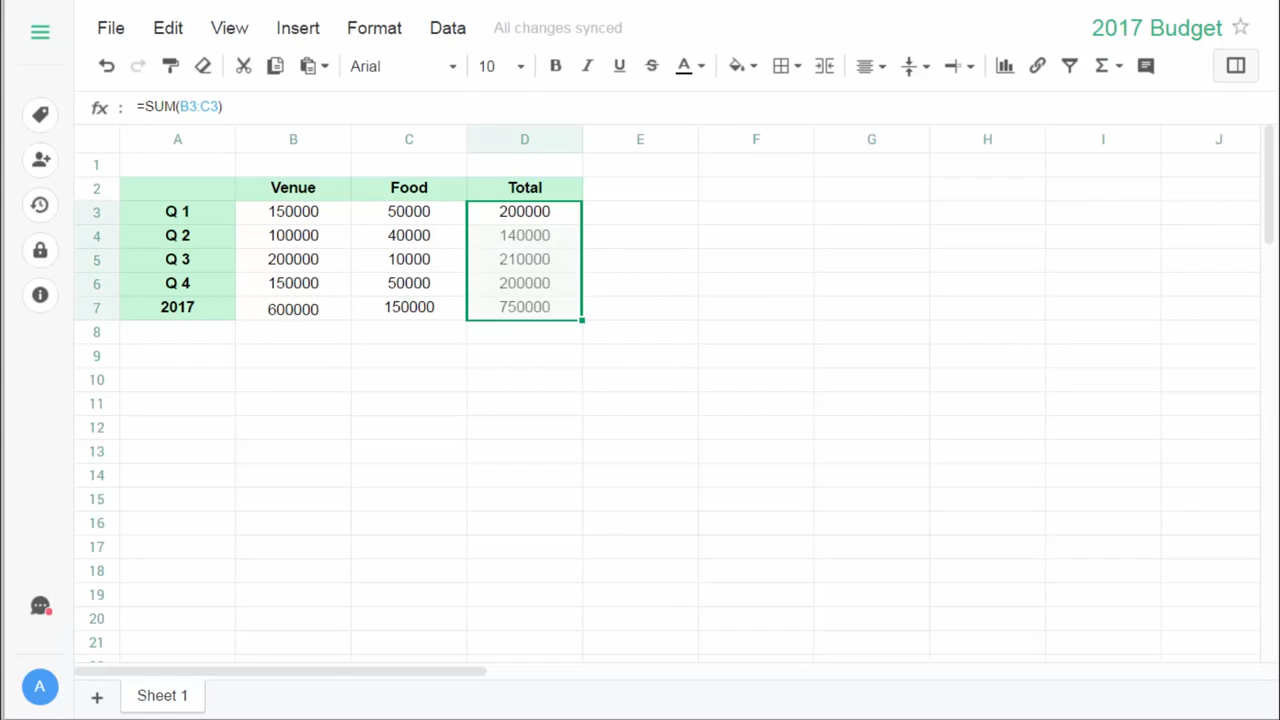 File Edit View Insert Format Data All changes synced 2017 Budget
Arial 10
fx : =SUM(B3:C3)
A B C D E F G H I J
1
2 Venue Food Total
3 Q 1 150000 50000 200000
4 Q 2 100000 40000 140000
5 Q 3 200000 10000 210000
6 Q 4 150000 50000 200000
7 2017 600000 150000 750000
8
9
10
11
12
13
14
15
16
17
18
19
20
21
A + Sheet 1